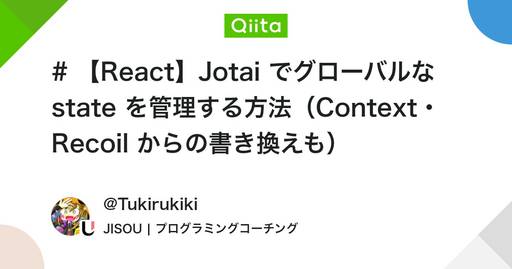 Qiita
# 【React】Jotai でグローバルな
state を管理する方法（Context・
Recoil からの書き換えも）
@Tukirukiki
U JISOU | プログラミングコーチング